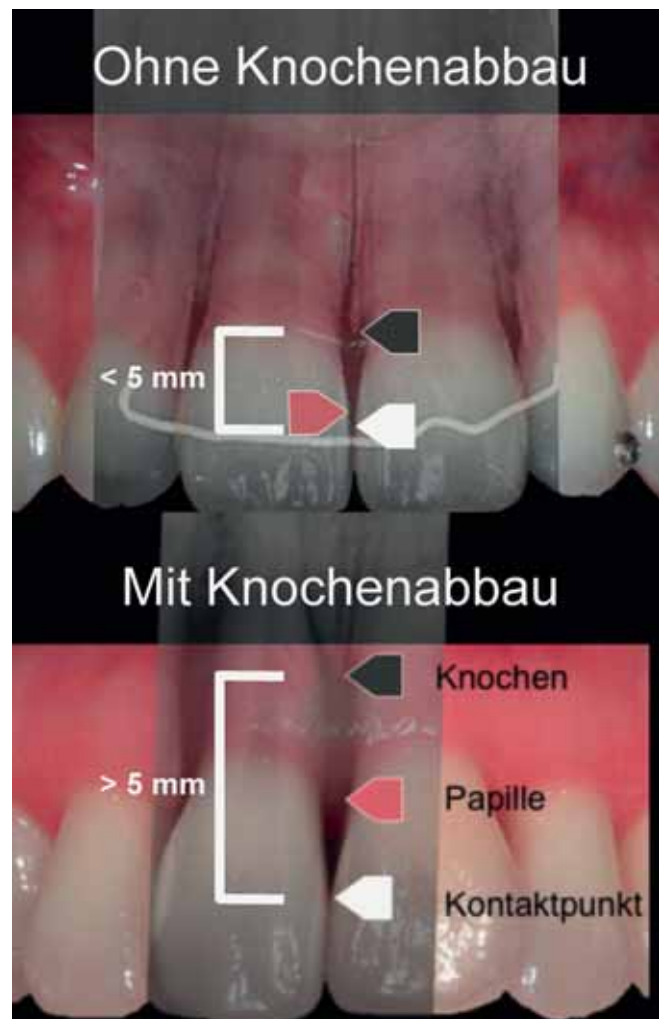 Ohne Knochenabbau
< 5 mm
Mit Knochenabbau
Knochen
> 5 mm
Papille
Kontaktpunkt